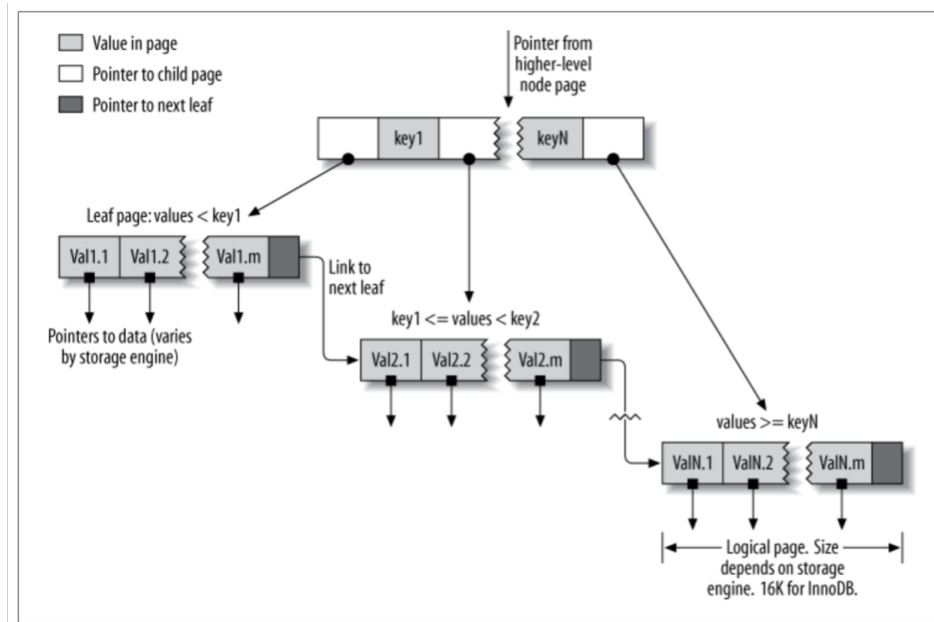 Value in page
Pointer to child page
Pointer to next leaf
Pointer from
higher-level
node page
key1
keyN
Leaf page: values < key1
Val1.1
Val1.2
Val1.m
Link to
next leaf
Pointers to data (varies
by storage engine)
key1 <= values < key2
Val2.1
Val2.2
Val2.m
values >= keyN
ValN.1
ValN.2
ValN.m
Logical page. Size
depends on storage
engine. 16K for InnoDB.